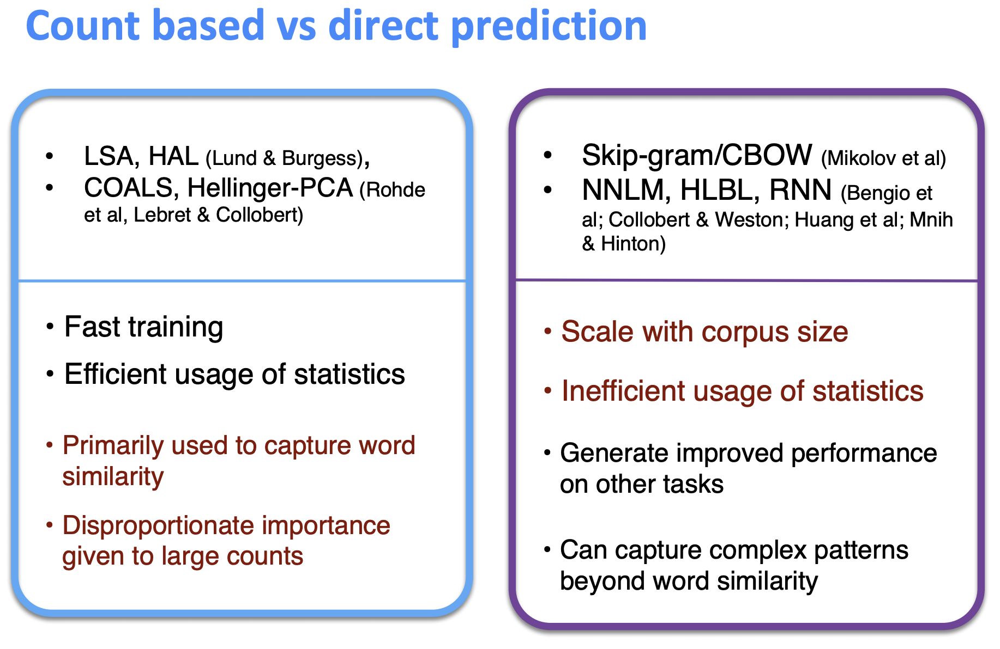 Count based vs direct prediction
• LSA, HAL (Lund & Burgess),
• COALS, Hellinger-PCA (Rohde
et al, Lebret & Collobert)
• Fast training
• Efficient usage of statistics
• Primarily used to capture word
similarity
• Disproportionate importance
given to large counts
• Skip-gram/CBOW (Mikolov et al)
• NNLM, HLBL, RNN (Bengio et
al; Collobert & Weston; Huang et al; Mnih
& Hinton)
• Scale with corpus size
• Inefficient usage of statistics
• Generate improved performance
on other tasks
• Can capture complex patterns
beyond word similarity